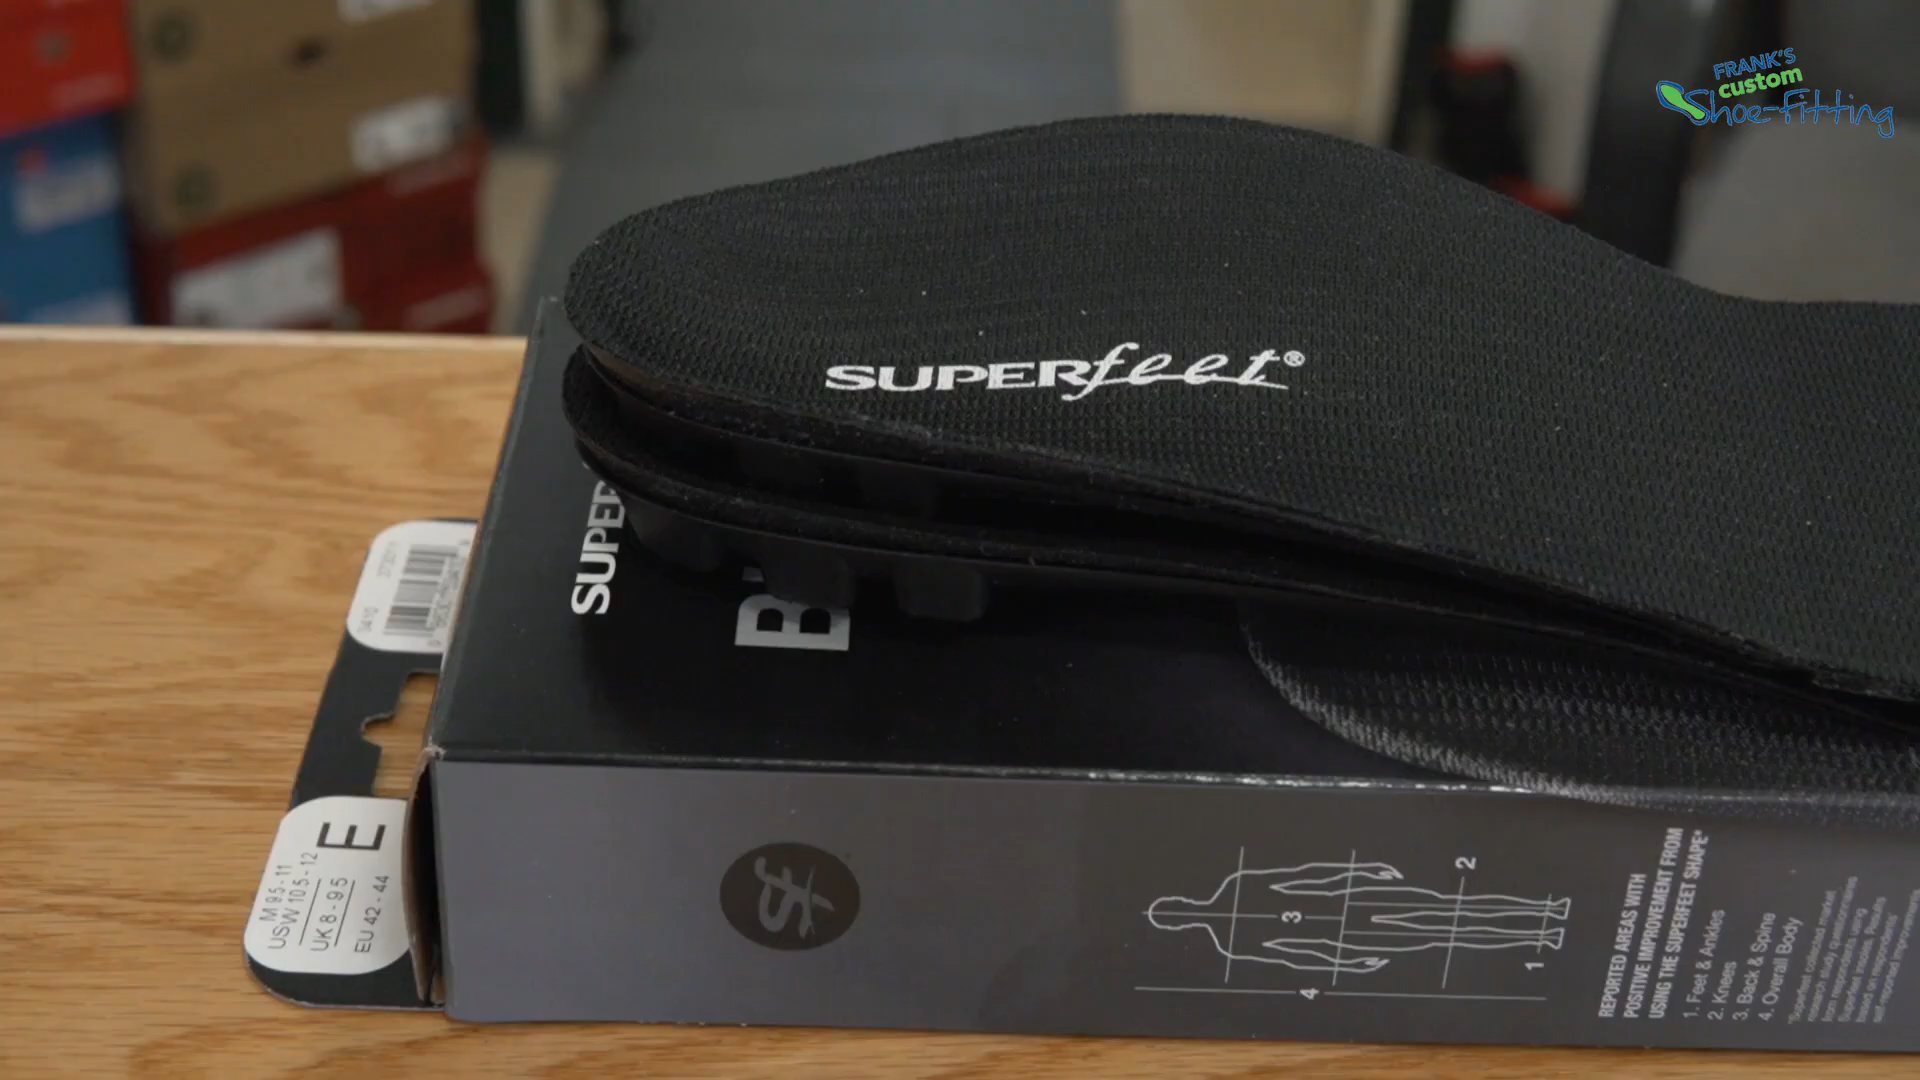 FRANK'S
custom
Shoe-Fitting
SUPERfeet®
SUPER
B
E
M 9.5 - 11
USW 10.5 - 12
UK 8 - 9.5
EU 42 - 44
1
2
3
4
REPORTED AREAS WITH
POSITIVE IMPROVEMENT FROM
USING THE SUPERFEET SHAPE*
1. Feet & Ankles
2. Knees
3. Back & Spine
4. Overall Body